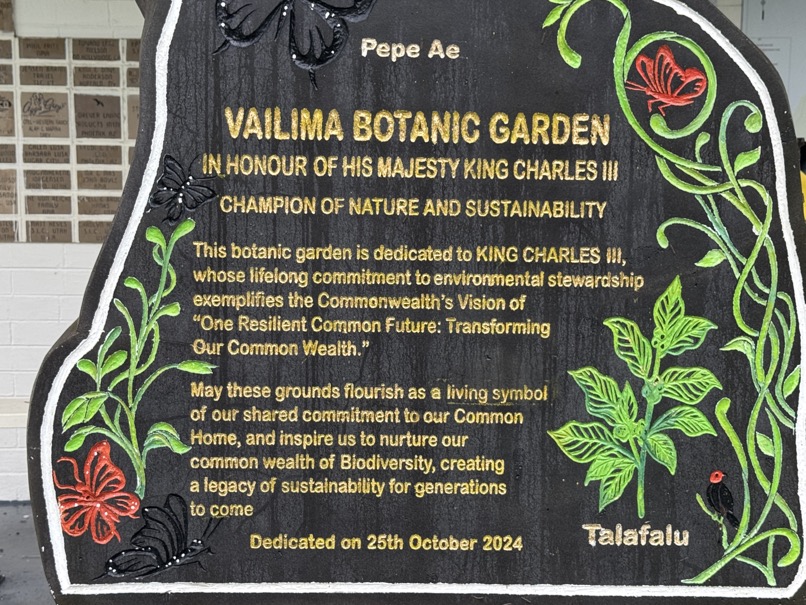 Pepe Ae
VAILIMA BOTANIC GARDEN
IN HONOUR OF HIS MAJESTY KING CHARLES III
CHAMPION OF NATURE AND SUSTAINABILITY
This botanic garden is dedicated to KING CHARLES III,
whose lifelong commitment to environmental stewardship
exemplifies the Commonwealth's Vision of
"One Resilient Common Future: Transforming
Our Common Wealth."
May these grounds flourish as a living symbol
of our shared commitment to our Common
Home, and inspire us to nurture our
common wealth of Biodiversity, creating
a legacy of sustainability for generations
to come
Dedicated on 25th October 2024
Talafalu